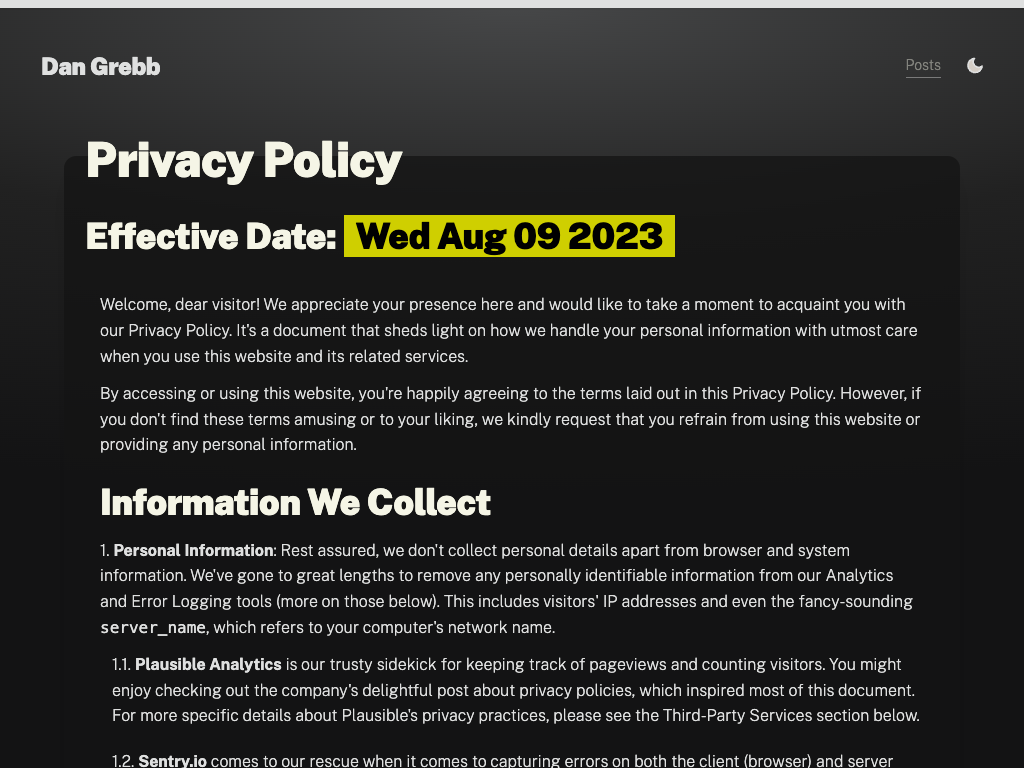 Dan Grebb
Posts
Privacy Policy
Effective Date: Wed Aug 09 2023
Welcome, dear visitor! We appreciate your presence here and would like to take a moment to acquaint you with
our Privacy Policy. It's a document that sheds light on how we handle your personal information with utmost care
when you use this website and its related services.
By accessing or using this website, you're happily agreeing to the terms laid out in this Privacy Policy. However, if
you don't find these terms amusing or to your liking, we kindly request that you refrain from using this website or
providing any personal information.
Information We Collect
1. Personal Information: Rest assured, we don't collect personal details apart from browser and system
information. We've gone to great lengths to remove any personally identifiable information from our Analytics
and Error Logging tools (more on those below). This includes visitors' IP addresses and even the fancy-sounding
server_name, which refers to your computer's network name.
1.1. Plausible Analytics is our trusty sidekick for keeping track of pageviews and counting visitors. You might
enjoy checking out the company's delightful post about privacy policies, which inspired most of this document.
For more specific details about Plausible's privacy practices, please see the Third-Party Services section below.
1.2. Sentry.io comes to our rescue when it comes to capturing errors on both the client (browser) and server